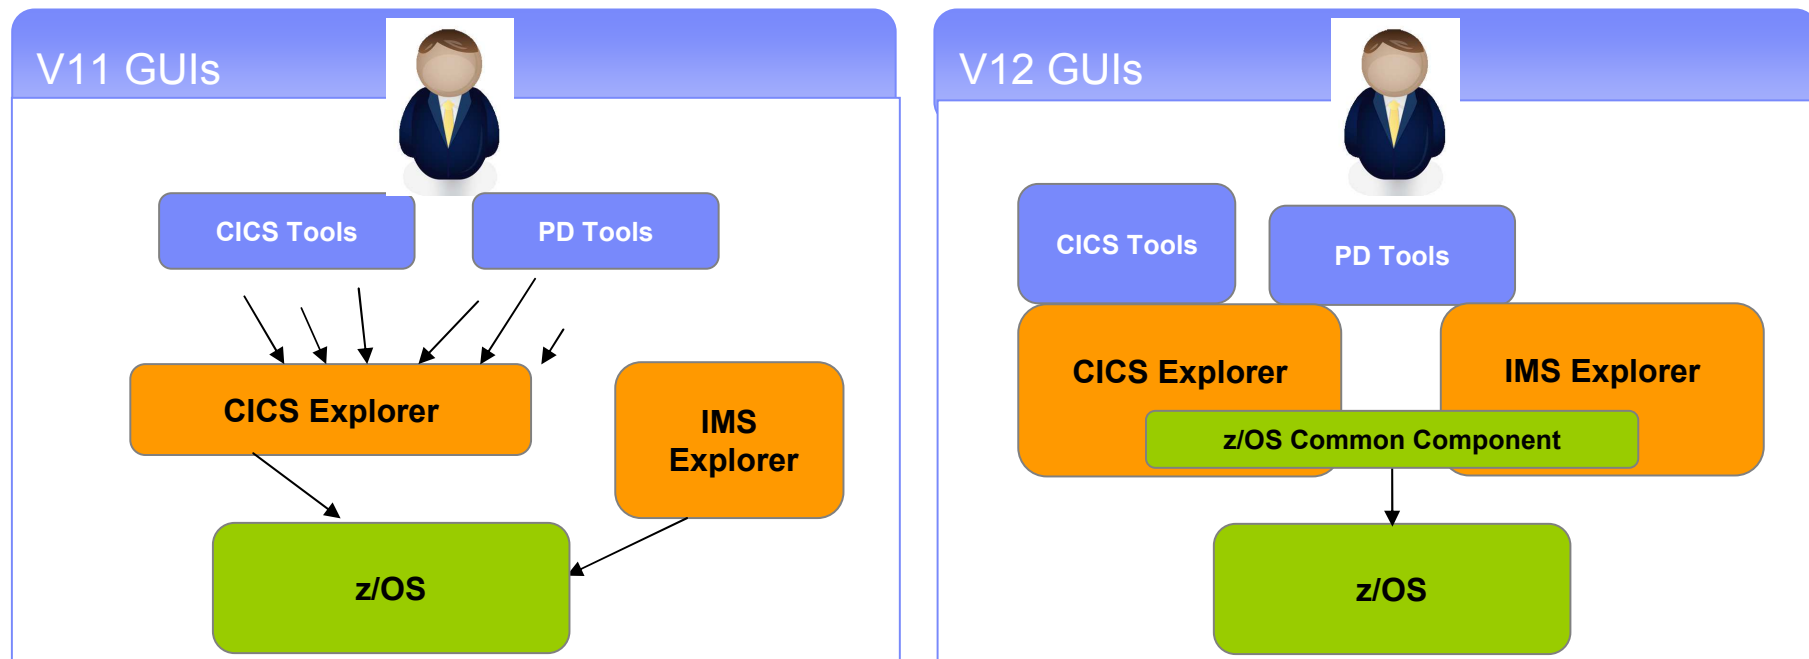 V11 GUIs
CICS Tools
PD Tools
CICS Explorer
IMS
Explorer
z/OS
V12 GUIs
CICS Tools
PD Tools
CICS Explorer
IMS Explorer
z/OS Common Component
z/OS